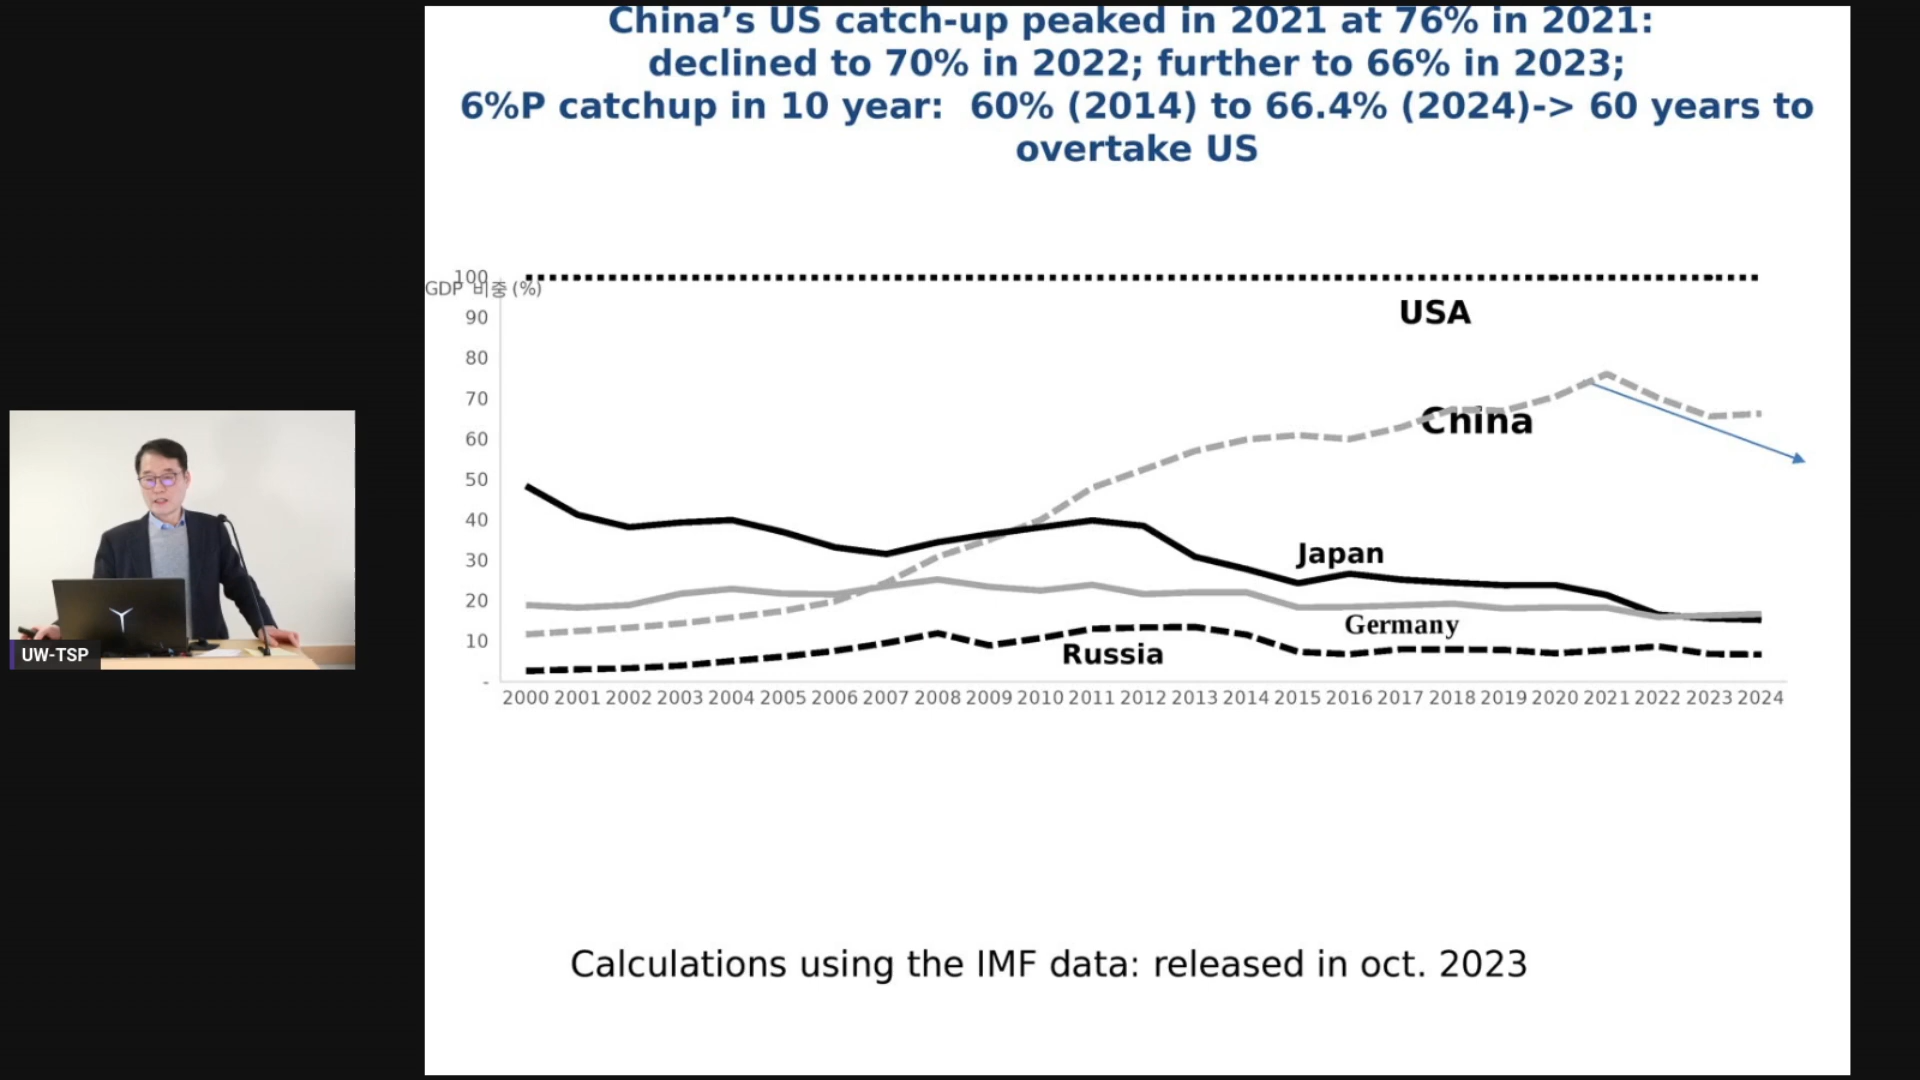 China’s US catch-up peaked in 2021 at 76% in 2021:
declined to 70% in 2022; further to 66% in 2023;
6%P catchup in 10 year:  60% (2014) to 66.4% (2024)-> 60 years to
overtake US
100
GDP 비중 (%)
90
80
70
60
50
40
30
20
10
-
USA
China
Japan
Germany
Russia
2000 2001 2002 2003 2004 2005 2006 2007 2008 2009 2010 2011 2012 2013 2014 2015 2016 2017 2018 2019 2020 2021 2022 2023 2024
UW-TSP
Calculations using the IMF data: released in oct. 2023